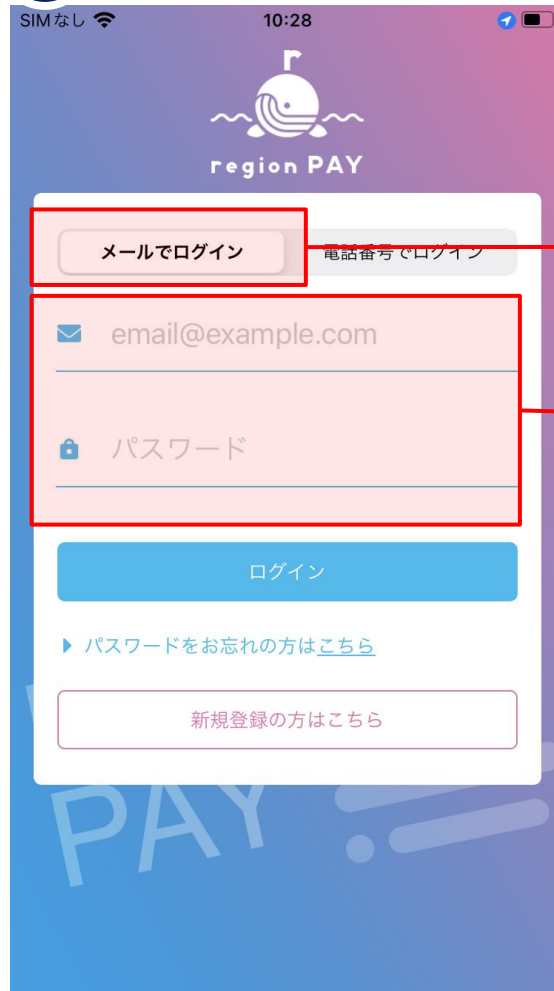 SIMなし 10:28
r
region PAY
メールでログイン 電話番号でログイン
email@example.com
パスワード
ログイン
パスワードをお忘れの方はこちら
新規登録の方はこちら
PAY